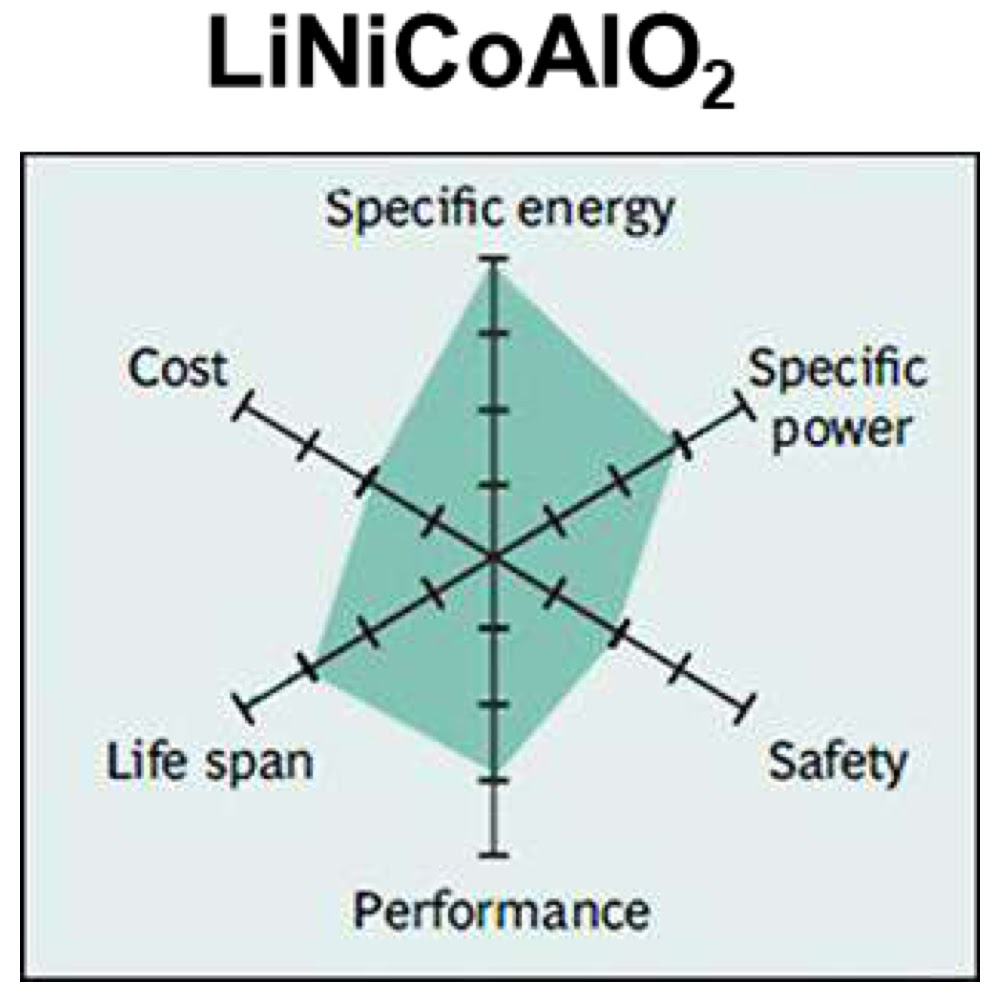 LiNiCoAlO₂
Specific energy
Cost
Specific
power
Life span
Safety
Performance